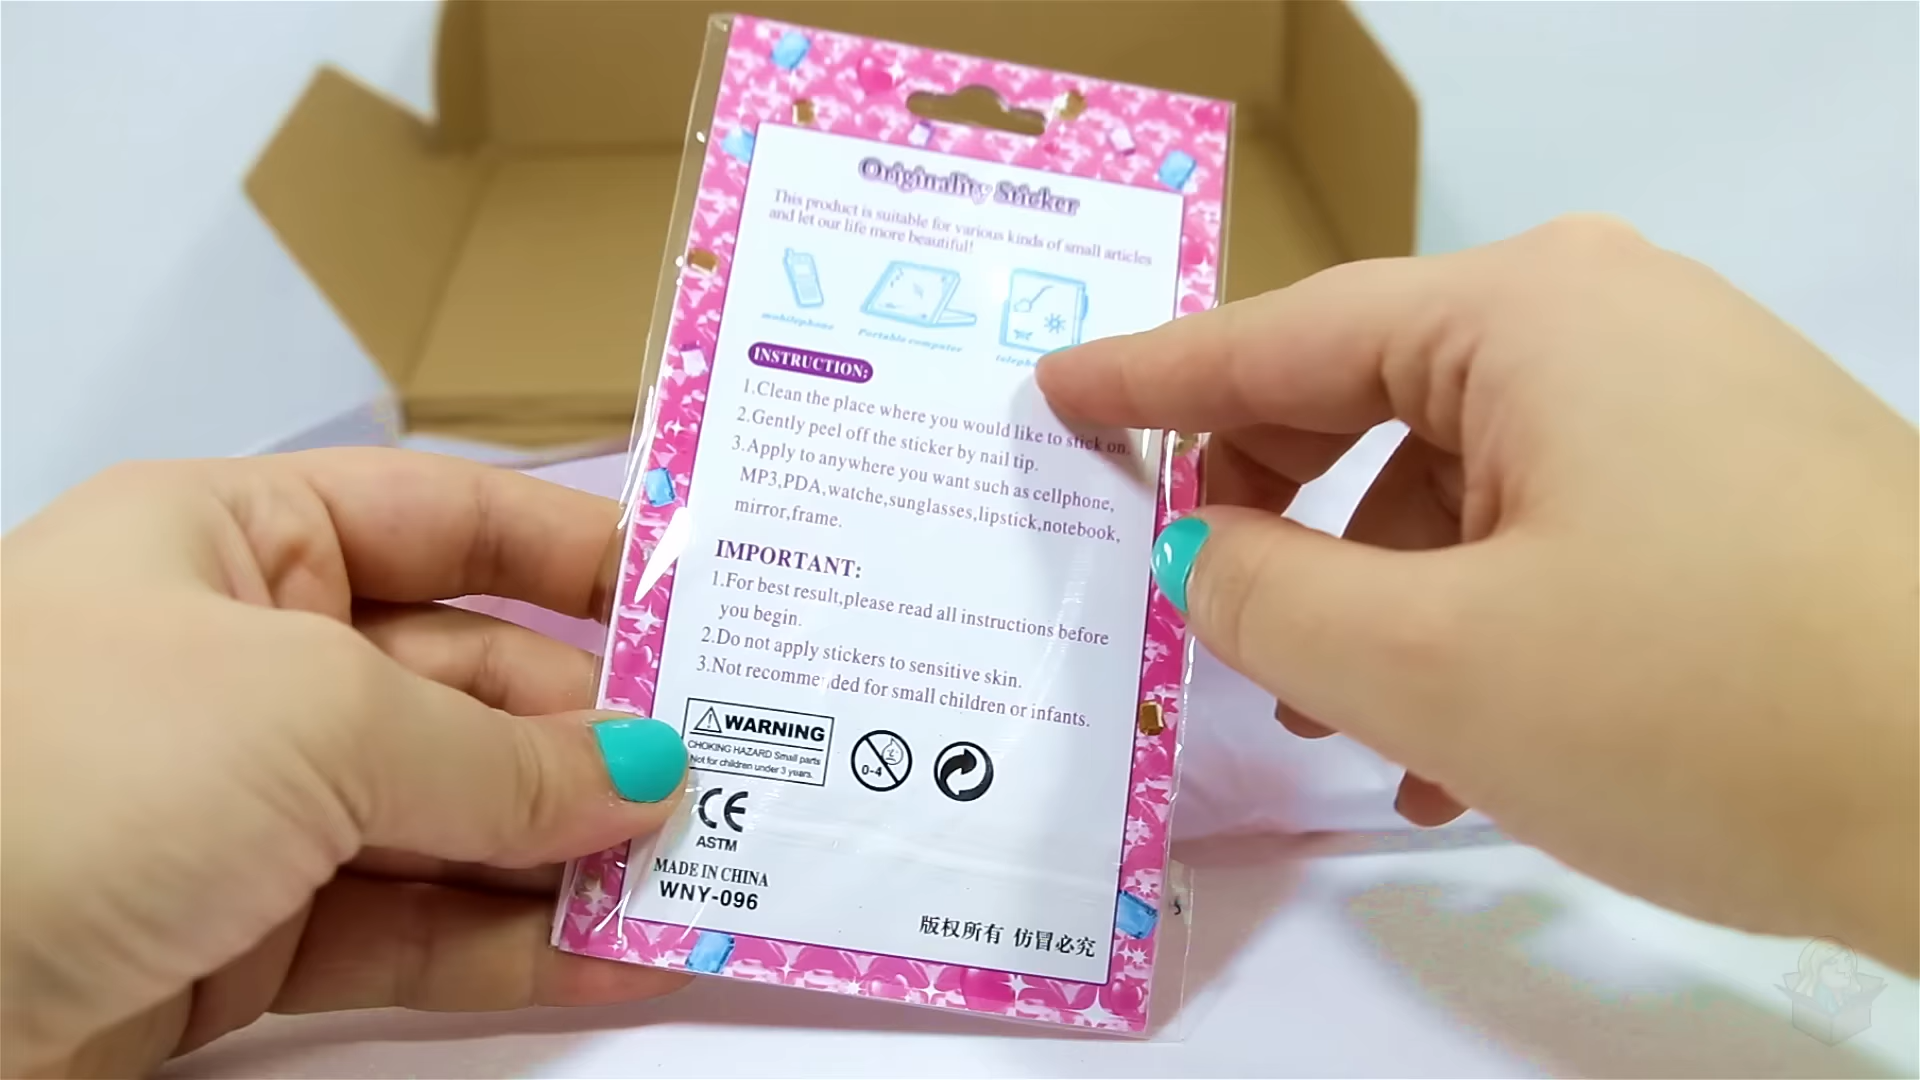 Originality Sticker
This product is suitable for various kinds of small articles
and let our life more beautiful!
mobilephone
Portable computer
INSTRUCTION:
1.Clean the place where you would like to stick on.
2.Gently peel off the sticker by nail tip.
3.Apply to anywhere you want such as cellphone,
MP3,PDA,watche,sunglasses,lipstick,notebook,
mirror,frame.
IMPORTANT:
1.For best result,please read all instructions before
you begin.
2.Do not apply stickers to sensitive skin.
3.Not recommended for small children or infants.
WARNING
CHOKING HAZARD Small parts
Not for children under 3 years.
0-4
CE
ASTM
MADE IN CHINA
WNY-096
版权所有 仿冒必究